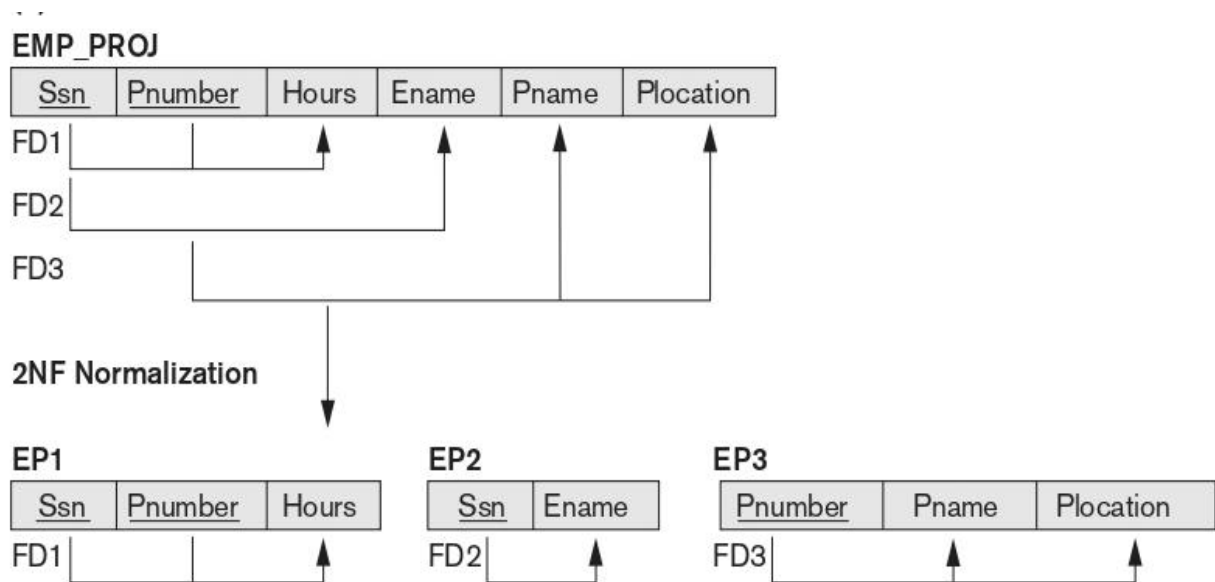 EMP_PROJ
Ssn Pnumber Hours Ename Pname Plocation
FD1
FD2
FD3
2NF Normalization
EP1 EP2 EP3
Ssn Pnumber Hours Ssn Ename Pnumber Pname Plocation
FD1 FD2 FD3